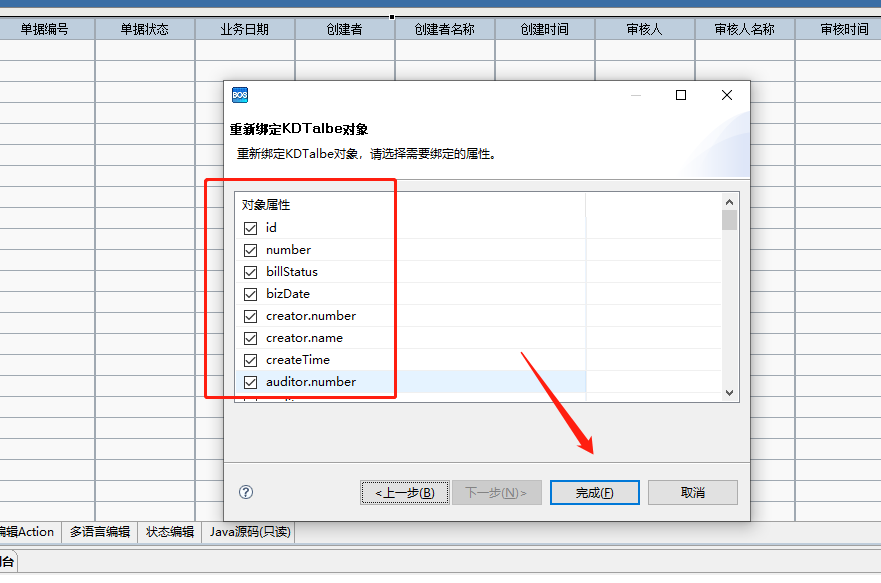 单据编号 单据状态 业务日期 创建者 创建者名称 创建时间 审核人 审核人名称 审核时间
BOS
重新绑定KDTalbe对象
重新绑定KDTalbe对象，请选择需要绑定的属性。
对象属性
id
number
billStatus
bizDate
creator.number
creator.name
createTime
auditor.number
<上一步(B) 下一步(N)> 完成(F) 取消
编辑Action 多语言编辑 状态编辑 Java源码(只读)
台